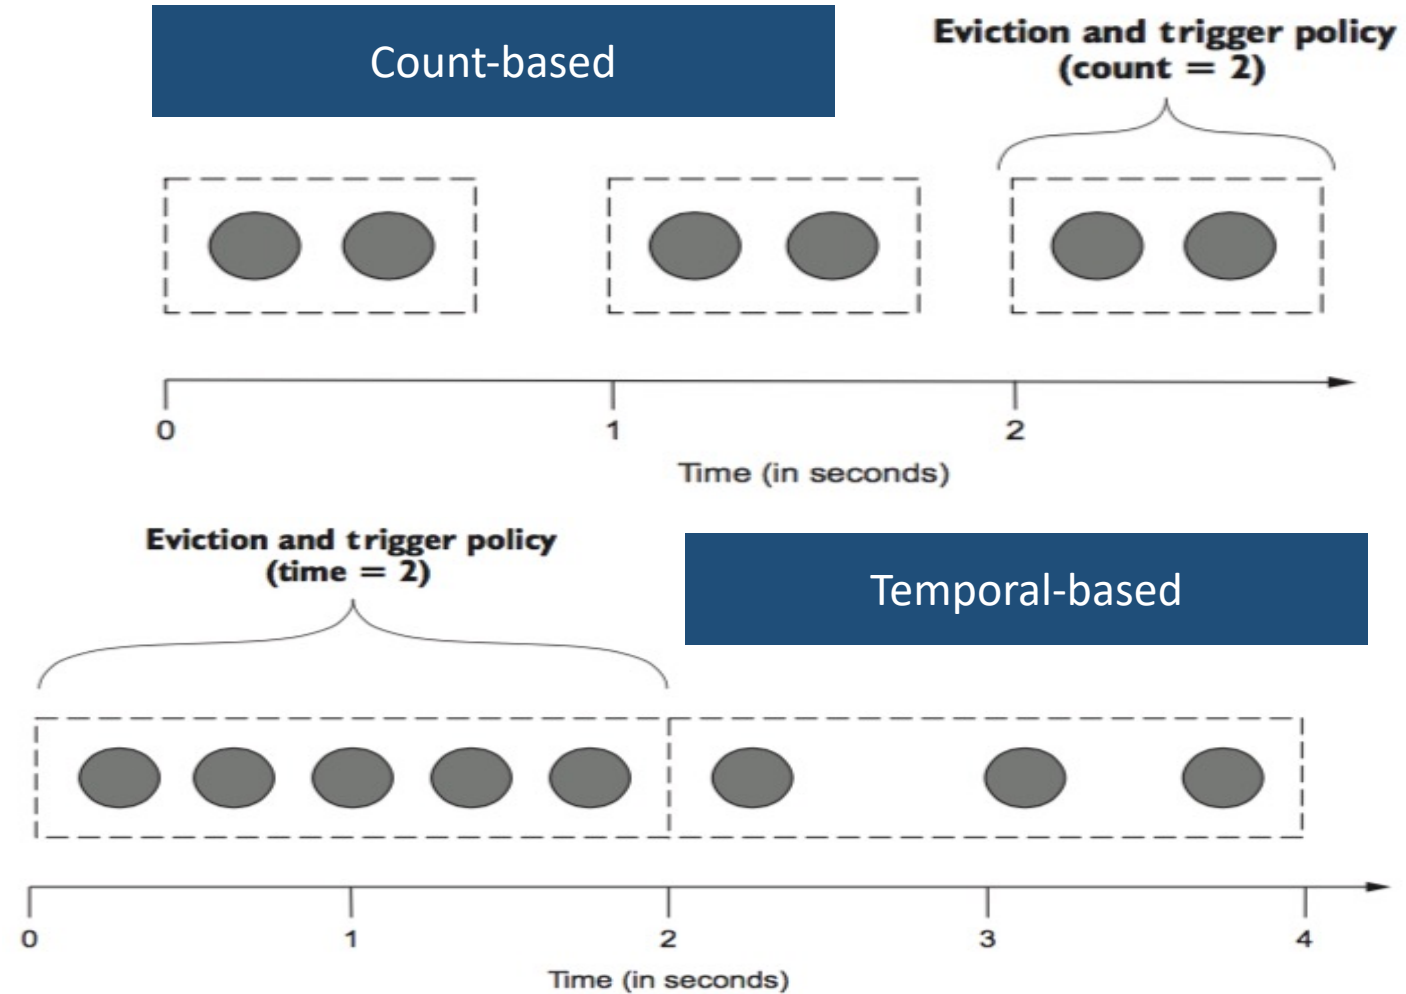 Count-based
Eviction and trigger policy
(count = 2)
0
1
2
Time (in seconds)
Eviction and trigger policy
(time = 2)
Temporal-based
0
1
2
3
4
Time (in seconds)